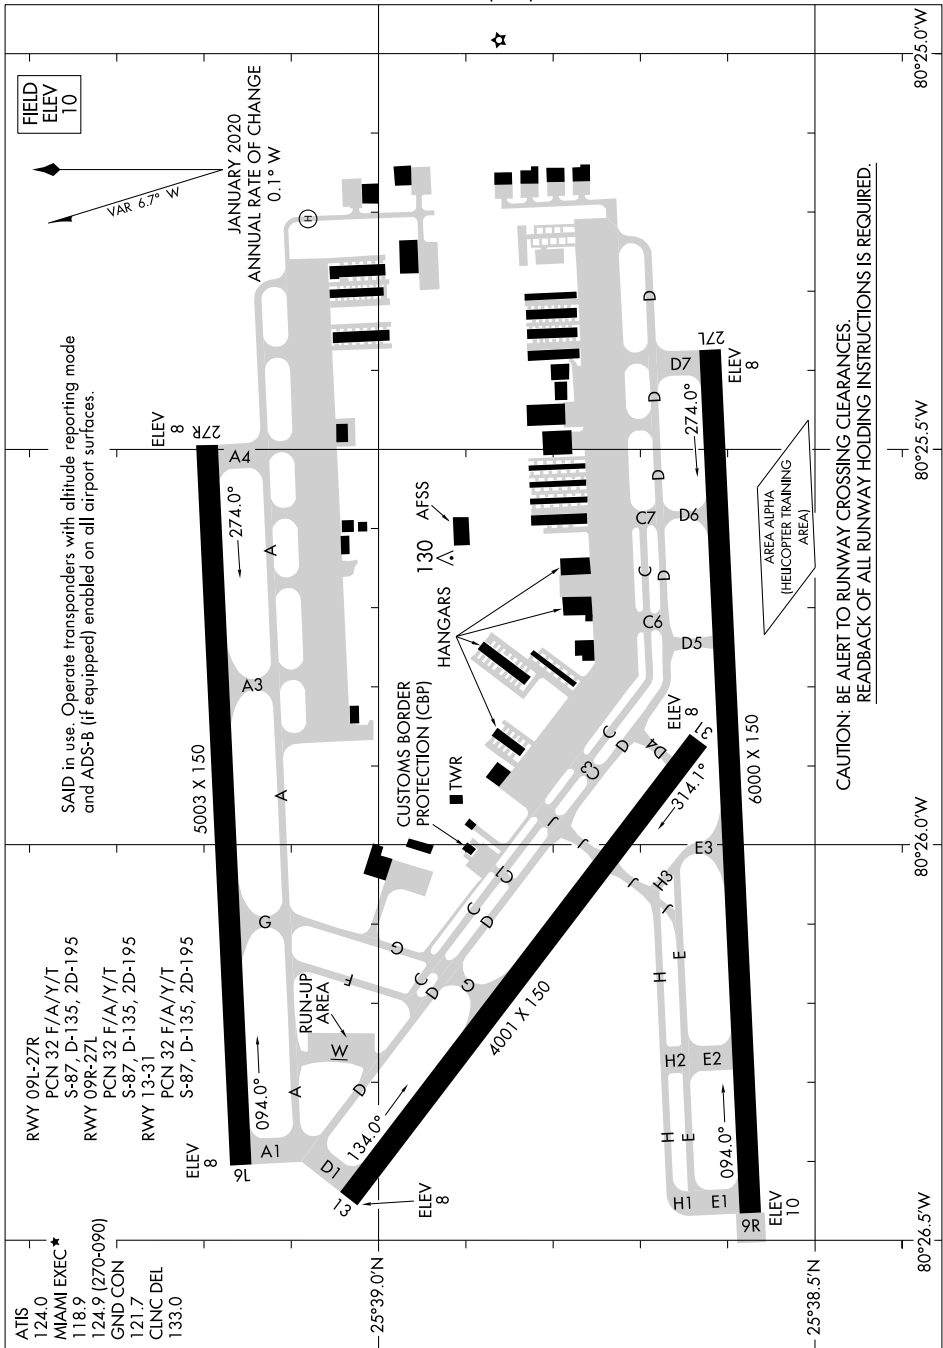 ATIS
124.0
MIAMI EXEC★
118.9
124.9 (270-090)
GND CON
121.7
CLNC DEL
133.0
RWY 09L-27R
PCN 32 F/A/Y/T
S-87, D-135, 2D-195
RWY 09R-27L
PCN 32 F/A/Y/T
S-87, D-135, 2D-195
RWY 13-31
PCN 32 F/A/Y/T
S-87, D-135, 2D-195
SAID in use. Operate transponders with altitude reporting mode
and ADS-B (if equipped) enabled on all airport surfaces.
FIELD
ELEV
10
VAR 6.7° W
JANUARY 2020
ANNUAL RATE OF CHANGE
0.1° W
H
ELEV
8
9L
A1
094.0°
5003 X 150
274.0°
27R
ELEV
8
A4
A
A3
A
A
G
RUN-UP
AREA
W
F
G
D
D1
13
ELEV
8
134.0°
4001 X 150
314.1°
31
ELEV
8
C
D
G
C
D
C1
CUSTOMS BORDER
PROTECTION (CBP)
TWR
HANGARS
130
AFSS
J
J
J
J
C3
C
D
D4
C6
C
D
C7
D5
D6
D
D
D7
D
H3
H
E
E3
H2
E2
H
E
H1
E1
9R
ELEV
10
094.0°
6000 X 150
274.0°
27L
ELEV
8
AREA ALPHA
(HELICOPTER TRAINING
AREA)
CAUTION: BE ALERT TO RUNWAY CROSSING CLEARANCES.
READBACK OF ALL RUNWAY HOLDING INSTRUCTIONS IS REQUIRED.
25°39.0'N
25°38.5'N
80°26.5'W
80°26.0'W
80°25.5'W
80°25.0'W